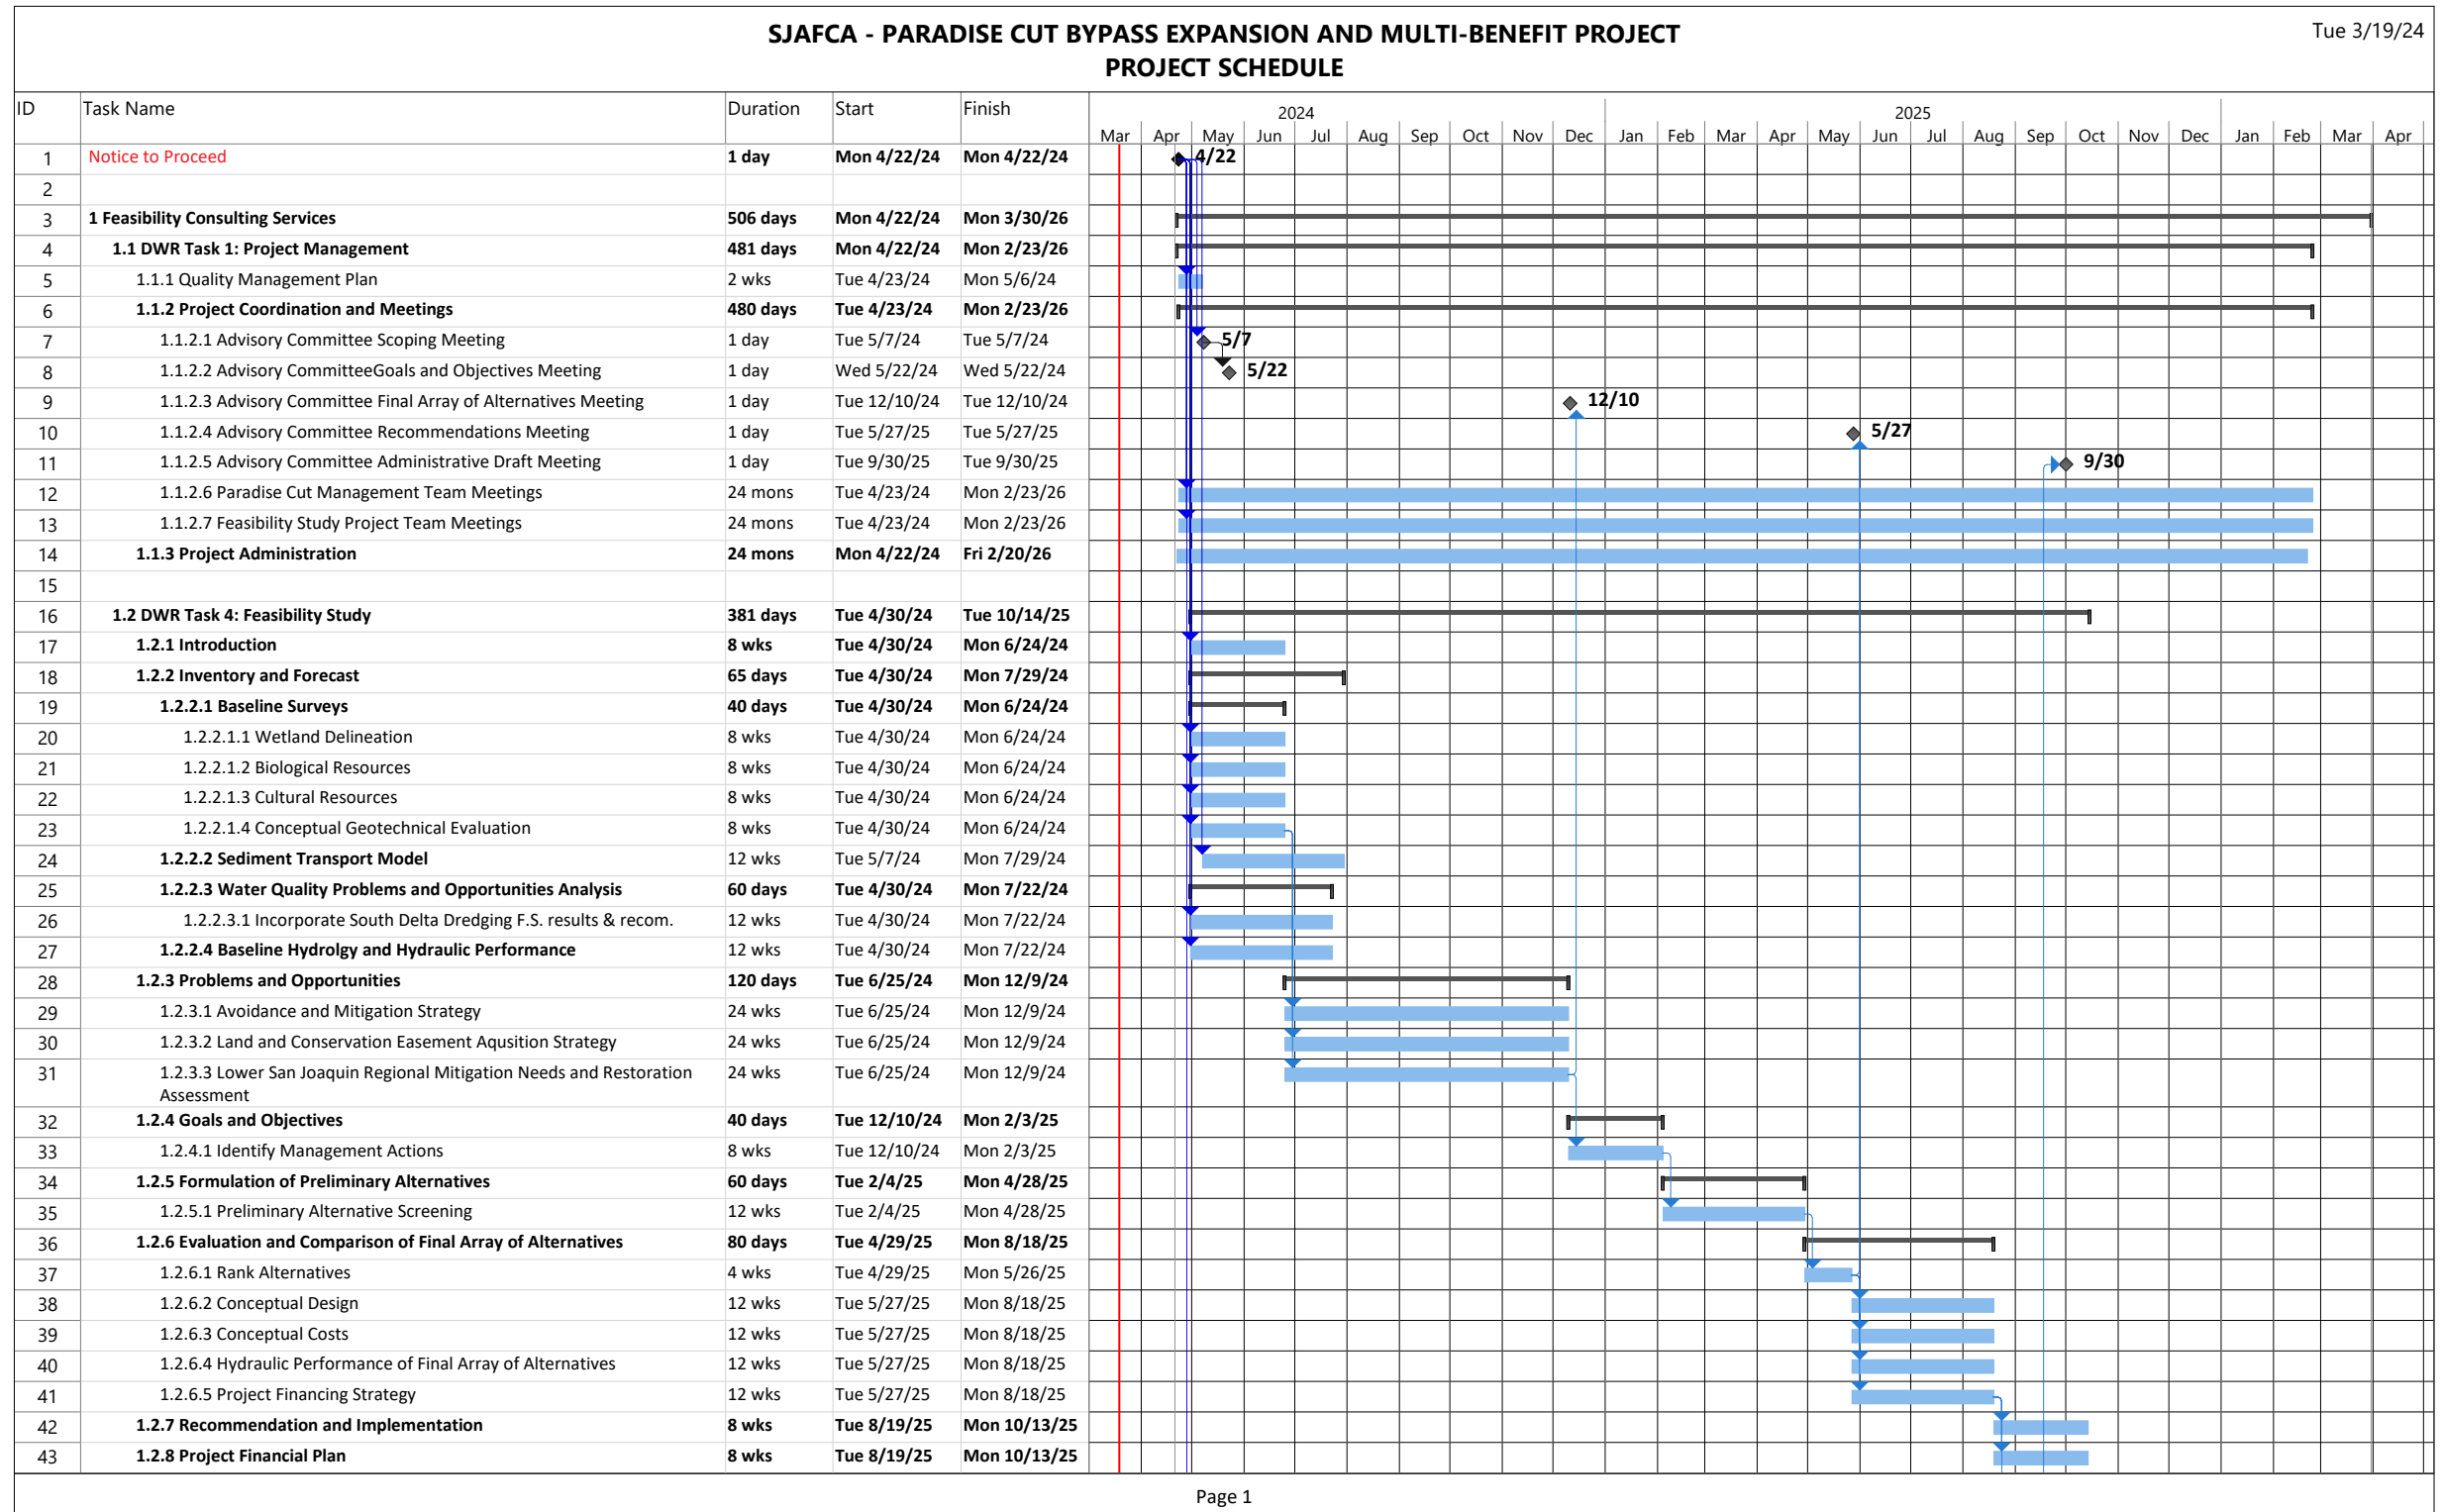 SJAFCA - PARADISE CUT BYPASS EXPANSION AND MULTI-BENEFIT PROJECT
PROJECT SCHEDULE
Tue 3/19/24
ID Task Name Duration Start Finish
2024 2025
Mar Apr May Jun Jul Aug Sep Oct Nov Dec Jan Feb Mar Apr May Jun Jul Aug Sep Oct Nov Dec Jan Feb Mar Apr
1 Notice to Proceed 1 day Mon 4/22/24 Mon 4/22/24 4/22
2
3 1 Feasibility Consulting Services 506 days Mon 4/22/24 Mon 3/30/26
4 1.1 DWR Task 1: Project Management 481 days Mon 4/22/24 Mon 2/23/26
5 1.1.1 Quality Management Plan 2 wks Tue 4/23/24 Mon 5/6/24
6 1.1.2 Project Coordination and Meetings 480 days Tue 4/23/24 Mon 2/23/26
7 1.1.2.1 Advisory Committee Scoping Meeting 1 day Tue 5/7/24 Tue 5/7/24 5/7
8 1.1.2.2 Advisory CommitteeGoals and Objectives Meeting 1 day Wed 5/22/24 Wed 5/22/24 5/22
9 1.1.2.3 Advisory Committee Final Array of Alternatives Meeting 1 day Tue 12/10/24 Tue 12/10/24 12/10
10 1.1.2.4 Advisory Committee Recommendations Meeting 1 day Tue 5/27/25 Tue 5/27/25 5/27
11 1.1.2.5 Advisory Committee Administrative Draft Meeting 1 day Tue 9/30/25 Tue 9/30/25 9/30
12 1.1.2.6 Paradise Cut Management Team Meetings 24 mons Tue 4/23/24 Mon 2/23/26
13 1.1.2.7 Feasibility Study Project Team Meetings 24 mons Tue 4/23/24 Mon 2/23/26
14 1.1.3 Project Administration 24 mons Mon 4/22/24 Fri 2/20/26
15
16 1.2 DWR Task 4: Feasibility Study 381 days Tue 4/30/24 Tue 10/14/25
17 1.2.1 Introduction 8 wks Tue 4/30/24 Mon 6/24/24
18 1.2.2 Inventory and Forecast 65 days Tue 4/30/24 Mon 7/29/24
19 1.2.2.1 Baseline Surveys 40 days Tue 4/30/24 Mon 6/24/24
20 1.2.2.1.1 Wetland Delineation 8 wks Tue 4/30/24 Mon 6/24/24
21 1.2.2.1.2 Biological Resources 8 wks Tue 4/30/24 Mon 6/24/24
22 1.2.2.1.3 Cultural Resources 8 wks Tue 4/30/24 Mon 6/24/24
23 1.2.2.1.4 Conceptual Geotechnical Evaluation 8 wks Tue 4/30/24 Mon 6/24/24
24 1.2.2.2 Sediment Transport Model 12 wks Tue 5/7/24 Mon 7/29/24
25 1.2.2.3 Water Quality Problems and Opportunities Analysis 60 days Tue 4/30/24 Mon 7/22/24
26 1.2.2.3.1 Incorporate South Delta Dredging F.S. results & recom. 12 wks Tue 4/30/24 Mon 7/22/24
27 1.2.2.4 Baseline Hydrolgy and Hydraulic Performance 12 wks Tue 4/30/24 Mon 7/22/24
28 1.2.3 Problems and Opportunities 120 days Tue 6/25/24 Mon 12/9/24
29 1.2.3.1 Avoidance and Mitigation Strategy 24 wks Tue 6/25/24 Mon 12/9/24
30 1.2.3.2 Land and Conservation Easement Aqusition Strategy 24 wks Tue 6/25/24 Mon 12/9/24
31 1.2.3.3 Lower San Joaquin Regional Mitigation Needs and Restoration 24 wks Tue 6/25/24 Mon 12/9/24
Assessment
32 1.2.4 Goals and Objectives 40 days Tue 12/10/24 Mon 2/3/25
33 1.2.4.1 Identify Management Actions 8 wks Tue 12/10/24 Mon 2/3/25
34 1.2.5 Formulation of Preliminary Alternatives 60 days Tue 2/4/25 Mon 4/28/25
35 1.2.5.1 Preliminary Alternative Screening 12 wks Tue 2/4/25 Mon 4/28/25
36 1.2.6 Evaluation and Comparison of Final Array of Alternatives 80 days Tue 4/29/25 Mon 8/18/25
37 1.2.6.1 Rank Alternatives 4 wks Tue 4/29/25 Mon 5/26/25
38 1.2.6.2 Conceptual Design 12 wks Tue 5/27/25 Mon 8/18/25
39 1.2.6.3 Conceptual Costs 12 wks Tue 5/27/25 Mon 8/18/25
40 1.2.6.4 Hydraulic Performance of Final Array of Alternatives 12 wks Tue 5/27/25 Mon 8/18/25
41 1.2.6.5 Project Financing Strategy 12 wks Tue 5/27/25 Mon 8/18/25
42 1.2.7 Recommendation and Implementation 8 wks Tue 8/19/25 Mon 10/13/25
43 1.2.8 Project Financial Plan 8 wks Tue 8/19/25 Mon 10/13/25
Page 1